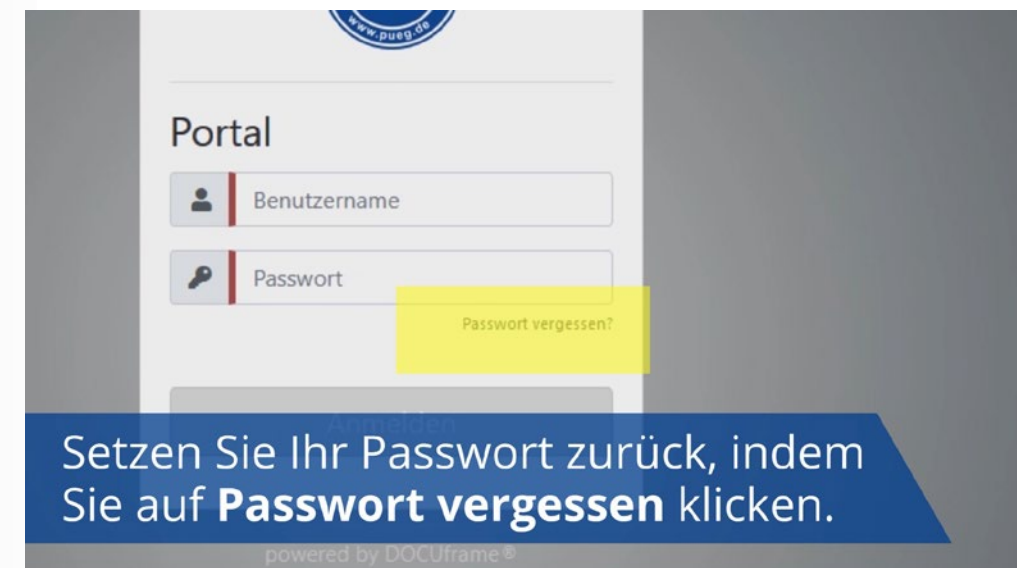 www.pueg.de
Portal
Benutzername
Passwort
Passwort vergessen?
Anmelden
Setzen Sie Ihr Passwort zurück, indem
Sie auf Passwort vergessen klicken.
powered by DOCUframe®